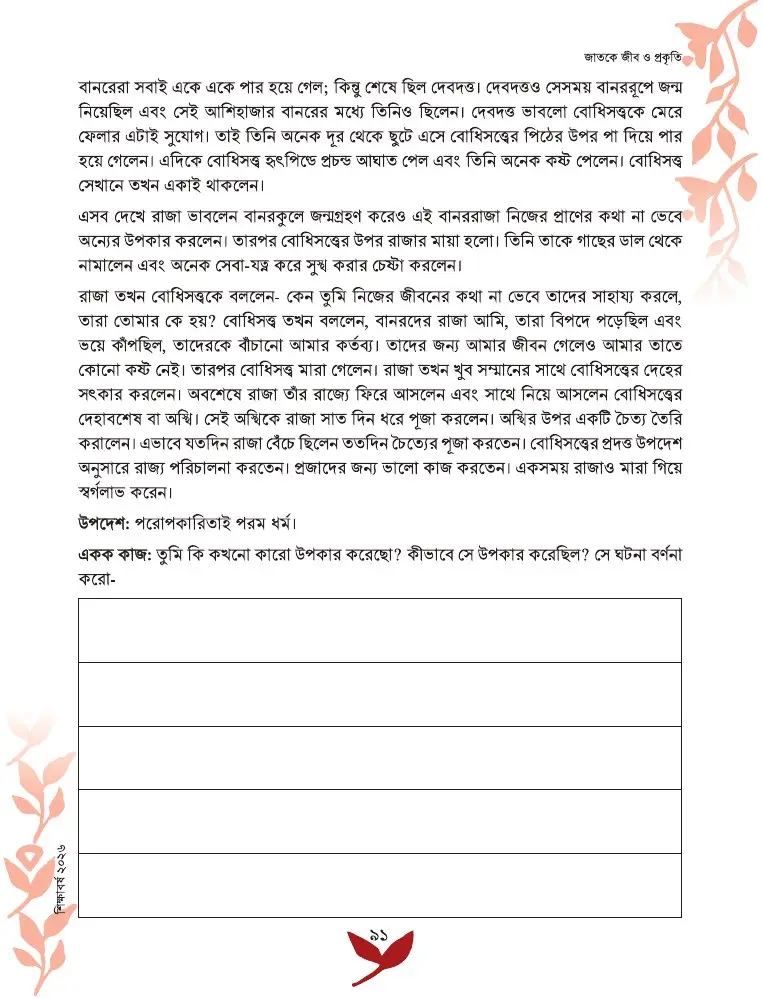 জাতকে জীব ও প্রকৃতি
বানরেরা সবাই একে একে পার হয়ে গেল; কিন্তু শেষে ছিল দেবদত্ত। দেবদত্তও সেসময় বানররূপে জন্ম
নিয়েছিল এবং সেই আশিহাজার বানরের মধ্যে তিনিও ছিলেন। দেবদত্ত ভাবলো বোধিসত্ত্বকে মেরে
ফেলার এটাই সুযোগ। তাই তিনি অনেক দূর থেকে ছুটে এসে বোধিসত্ত্বের পিঠের উপর পা দিয়ে পার
হয়ে গেলেন। এদিকে বোধিসত্ত্ব হৃৎপিণ্ডে প্রচন্ড আঘাত পেল এবং তিনি অনেক কষ্ট পেলেন। বোধিসত্ত্ব
সেখানে তখন একাই থাকলেন।
এসব দেখে রাজা ভাবলেন বানরকুলে জন্মগ্রহণ করেও এই বানররাজা নিজের প্রাণের কথা না ভেবে
অন্যের উপকার করলেন। তারপর বোধিসত্ত্বের উপর রাজার মায়া হলো। তিনি তাকে গাছের ডাল থেকে
নামালেন এবং অনেক সেবা-যত্ন করে সুস্থ করার চেষ্টা করলেন।
রাজা তখন বোধিসত্ত্বকে বললেন- কেন তুমি নিজের জীবনের কথা না ভেবে তাদের সাহায্য করলে,
তারা তোমার কে হয়? বোধিসত্ত্ব তখন বললেন, বানরদের রাজা আমি, তারা বিপদে পড়েছিল এবং
ভয়ে কাঁপছিল, তাদেরকে বাঁচানো আমার কর্তব্য। তাদের জন্য আমার জীবন গেলেও আমার তাতে
কোনো কষ্ট নেই। তারপর বোধিসত্ত্ব মারা গেলেন। রাজা তখন খুব সম্মানের সাথে বোধিসত্ত্বের দেহের
সৎকার করলেন। অবশেষে রাজা তাঁর রাজ্যে ফিরে আসলেন এবং সাথে নিয়ে আসলেন বোধিসত্ত্বের
দেহাবশেষ বা অস্থি। সেই অস্থিকে রাজা সাত দিন ধরে পূজা করলেন। অস্থির উপর একটি চৈত্য তৈরি
করালেন। এভাবে যতদিন রাজা বেঁচে ছিলেন ততদিন চৈত্যের পূজা করতেন। বোধিসত্ত্বের প্রদত্ত উপদেশ
অনুসারে রাজ্য পরিচালনা করতেন। প্রজাদের জন্য ভালো কাজ করতেন। একসময় রাজাও মারা গিয়ে
স্বর্গলাভ করেন।
উপদেশ: পরোপকারিতাই পরম ধর্ম।
একক কাজ: তুমি কি কখনো কারো উপকার করেছো? কীভাবে সে উপকার করেছিল? সে ঘটনা বর্ণনা
করো-
শিক্ষাবর্ষ ২০২৬
৯১